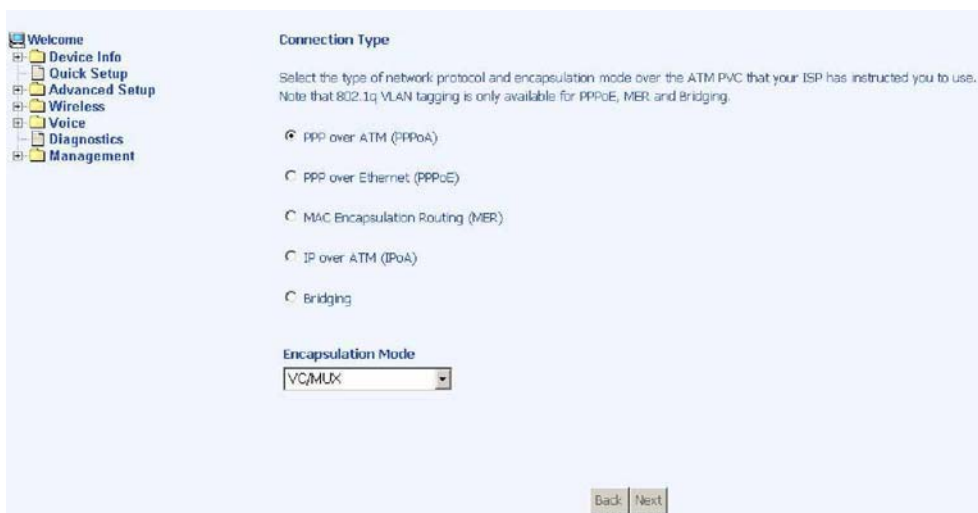 Welcome
Device Info
Quick Setup
Advanced Setup
Wireless
Voice
Diagnostics
Management
Connection Type
Select the type of network protocol and encapsulation mode over the ATM PVC that your ISP has instructed you to use.
Note that 802.1q VLAN tagging is only available for PPPoE, MER and Bridging.
PPP over ATM (PPPoA)
PPP over Ethernet (PPPoE)
MAC Encapsulation Routing (MER)
IP over ATM (IPoA)
Bridging
Encapsulation Mode
VC/MUX
Back Next